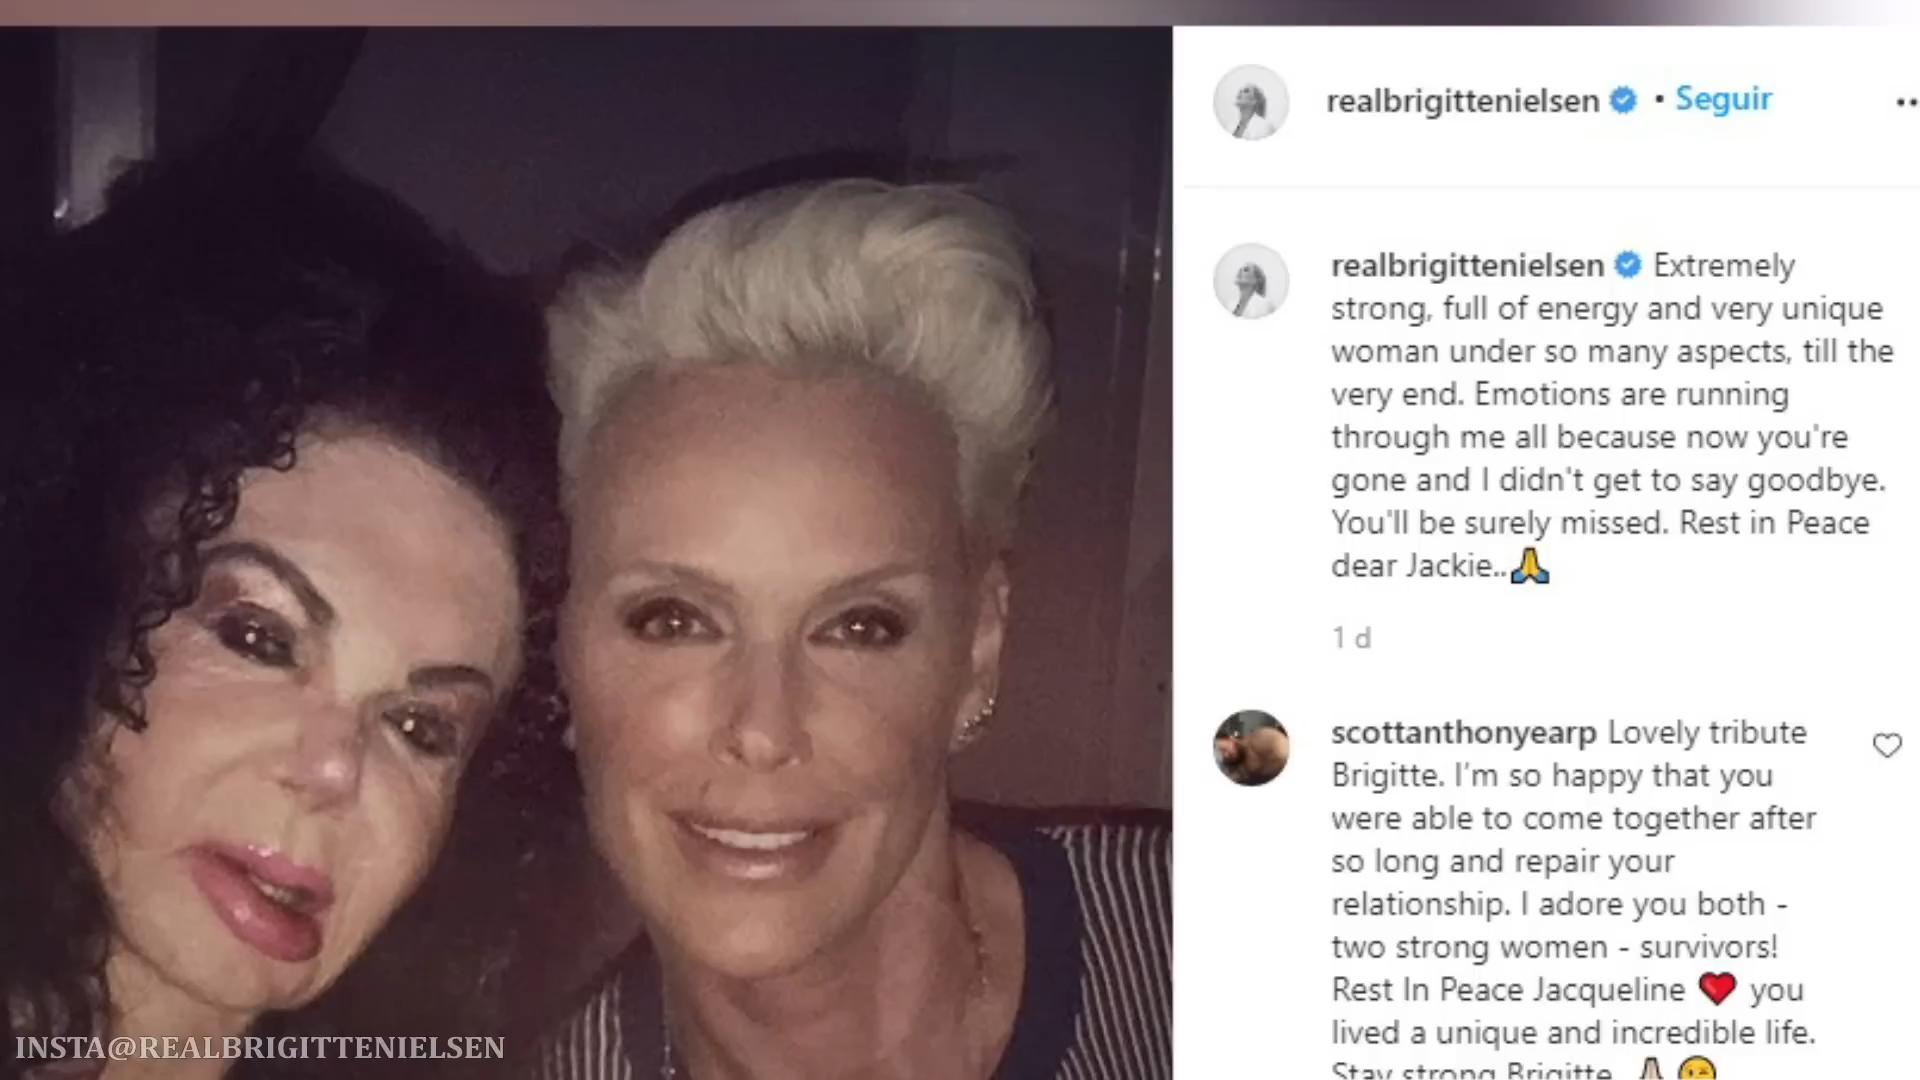 realbrigittenielsen • Seguir
realbrigittenielsen Extremely
strong, full of energy and very unique
woman under so many aspects, till the
very end. Emotions are running
through me all because now you're
gone and I didn't get to say goodbye.
You'll be surely missed. Rest in Peace
dear Jackie..🙏
1 d
scottanthonyearp Lovely tribute
Brigitte. I'm so happy that you
were able to come together after
so long and repair your
relationship. I adore you both -
two strong women - survivors!
Rest In Peace Jacqueline ❤️ you
lived a unique and incredible life.
Stay strong Brigitte
INSTA@REALBRIGITTENIELSEN